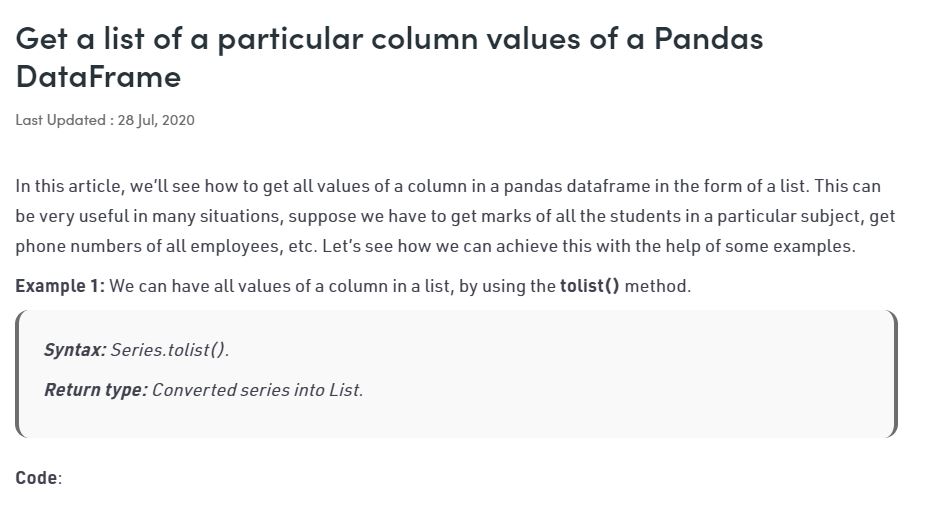 Get a list of a particular column values of a Pandas
DataFrame
Last Updated : 28 Jul, 2020
In this article, we'll see how to get all values of a column in a pandas dataframe in the form of a list. This can
be very useful in many situations, suppose we have to get marks of all the students in a particular subject, get
phone numbers of all employees, etc. Let's see how we can achieve this with the help of some examples.
Example 1: We can have all values of a column in a list, by using the tolist() method.
Syntax: Series.tolist().
Return type: Converted series into List.
Code: